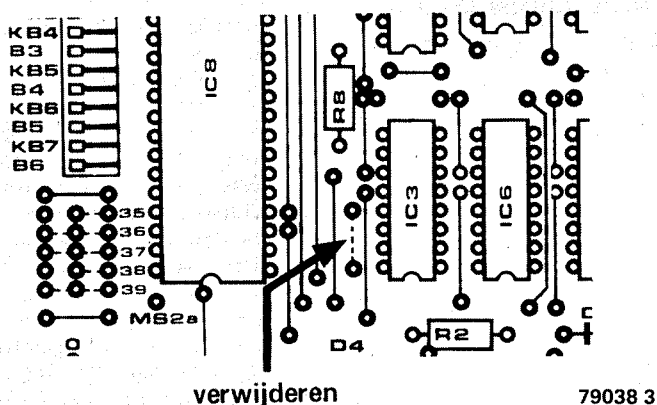 KB4
B3
KB5
B4
KB6
B5
KB7
B6
IC8
R8
IC3
IC6
35
36
37
38
39
MS2a
D4
R2
verwijderen
79038 3